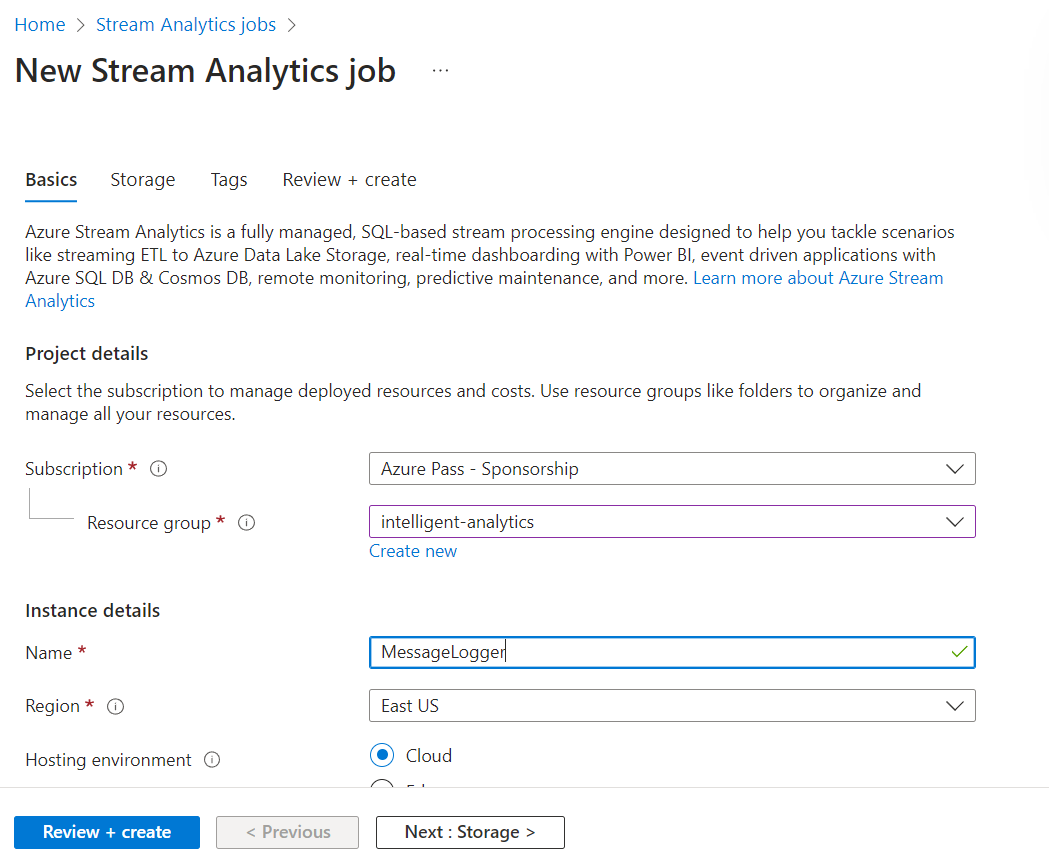 Home > Stream Analytics jobs >
New Stream Analytics job ...
Basics Storage Tags Review + create
Azure Stream Analytics is a fully managed, SQL-based stream processing engine designed to help you tackle scenarios
like streaming ETL to Azure Data Lake Storage, real-time dashboarding with Power BI, event driven applications with
Azure SQL DB & Cosmos DB, remote monitoring, predictive maintenance, and more. Learn more about Azure Stream
Analytics
Project details
Select the subscription to manage deployed resources and costs. Use resource groups like folders to organize and
manage all your resources.
Subscription * Azure Pass - Sponsorship
Resource group * intelligent-analytics
Create new
Instance details
Name * MessageLogger
Region * East US
Hosting environment Cloud
Review + create < Previous Next : Storage >